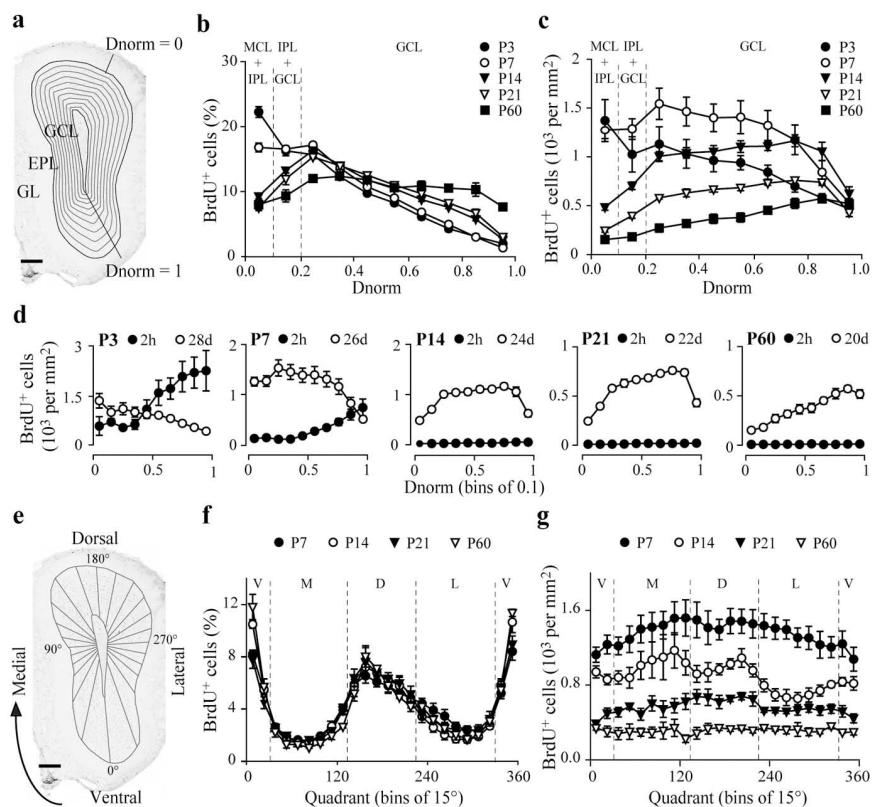 a
Dnorm = 0
GCL
EPL
GL
Dnorm = 1
b
MCL IPL GCL
+ +
IPL GCL
P3
P7
P14
P21
P60
30
20
10
0
BrdU+ cells (%)
0.0 0.2 0.4 0.6 0.8 1.0
Dnorm
c
MCL IPL GCL
+ +
IPL GCL
P3
P7
P14
P21
P60
2
1.5
1
0.5
0
BrdU+ cells (10³ per mm²)
0.0 0.2 0.4 0.6 0.8 1.0
Dnorm
d
P3 2h 28d
P7 2h 26d
P14 2h 24d
P21 2h 22d
P60 2h 20d
BrdU+ cells
(10³ per mm²)
3
1.5
0
2
1
0
2
1
0
1
0.5
0
1
0.5
0
0 0.5 1
0 0.5 1
0 0.5 1
0 0.5 1
0 0.5 1
Dnorm (bins of 0.1)
e
Dorsal
180°
90°
270°
0°
Medial
Lateral
Ventral
f
P7 P14 P21 P60
V M D L V
12
8
4
0
BrdU+ cells (%)
0 120 240 360
Quadrant (bins of 15°)
g
P7 P14 P21 P60
V M D L V
1.6
0.8
0.0
BrdU+ cells (10³ per mm²)
0 120 240 360
Quadrant (bins of 15°)